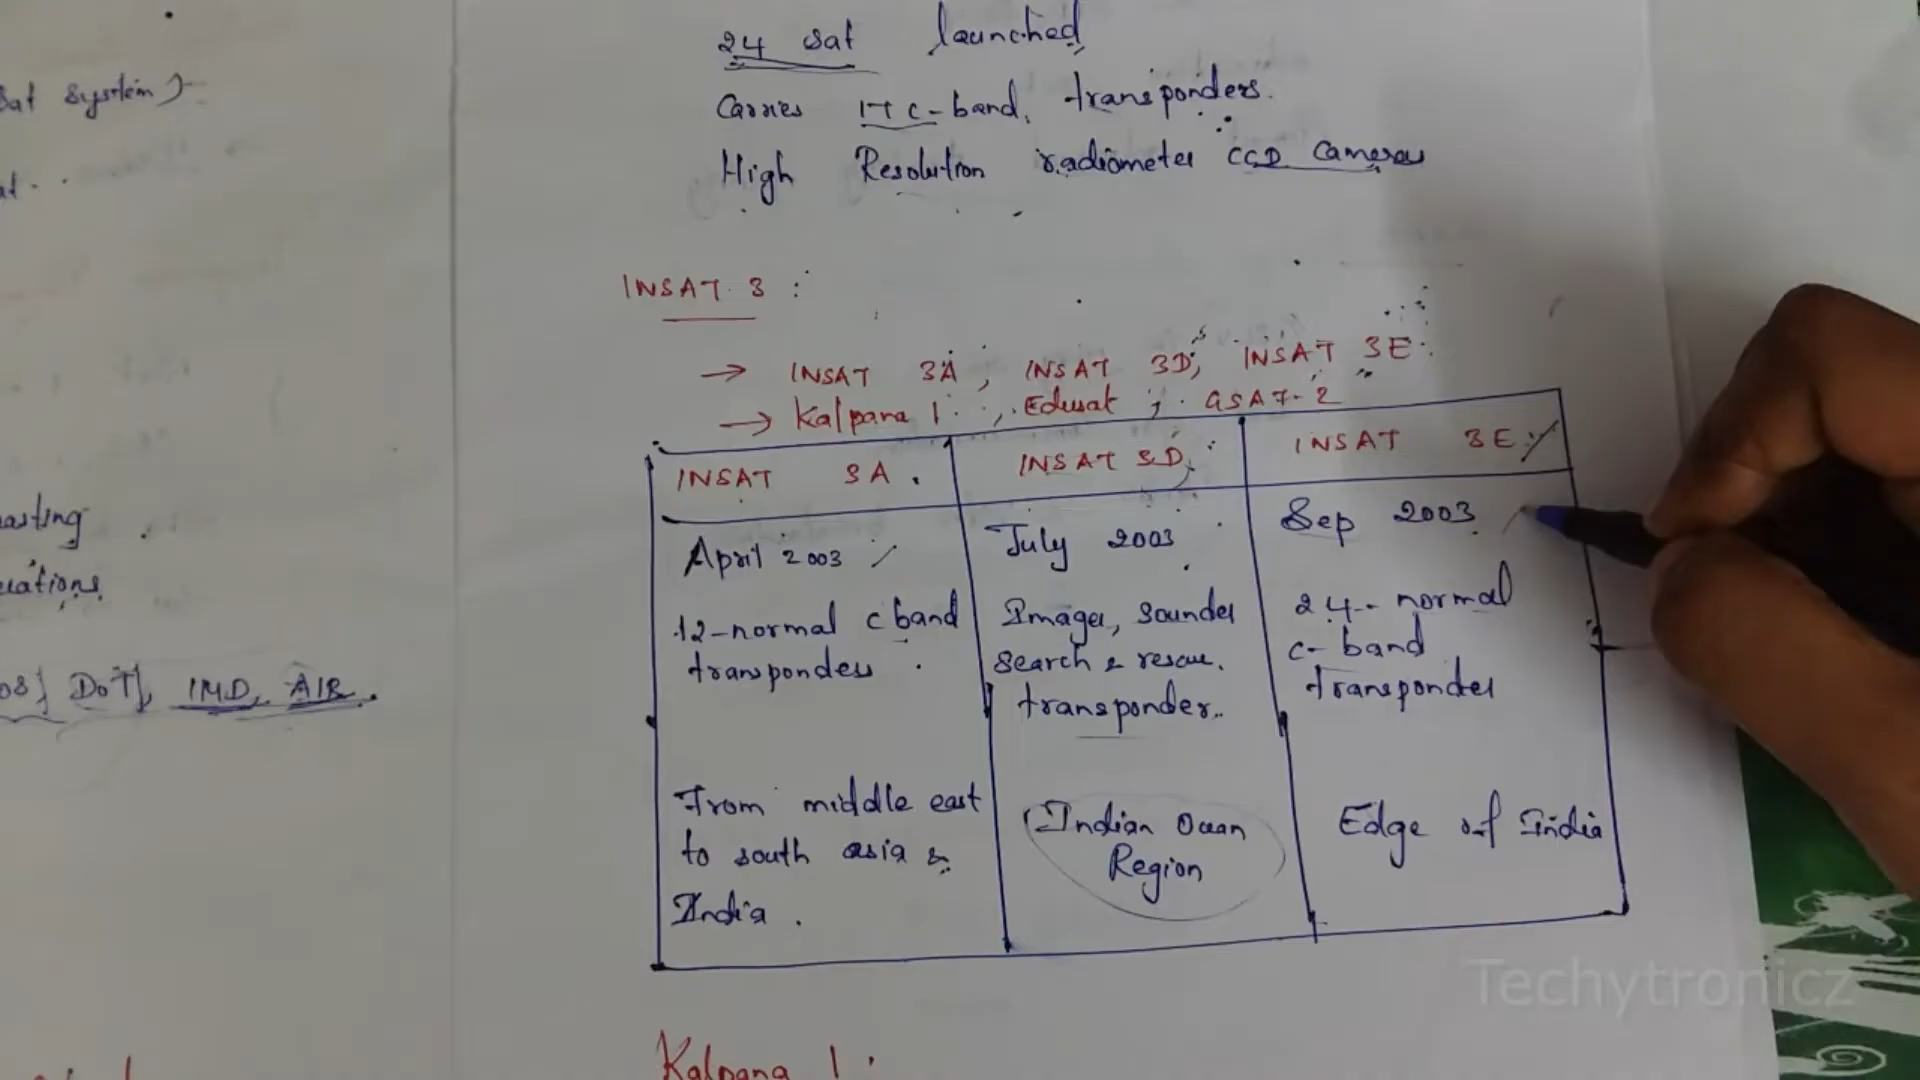 24 sat launched
Carries 17 c-band, transponders.
High Resolution radiometer CCD Cameras
Sat System)-
INSAT 3 :
→ INSAT 3A, INSAT 3D, INSAT 3E.
→ Kalpana 1, Edusat, GSAT-2
INSAT 3A.
April 2003
12-normal c band
transponders
From middle east
to south asia &
India.
INSAT 3D,
July 2003
Imager, Sounder
Search & rescue.
transponder..
Indian Ocean
Region
INSAT 3E
Sep 2003
24-normal
c-band
transponder
Edge of India
DoT], IMD, AIR.
Kalpana 1
Techytronicz